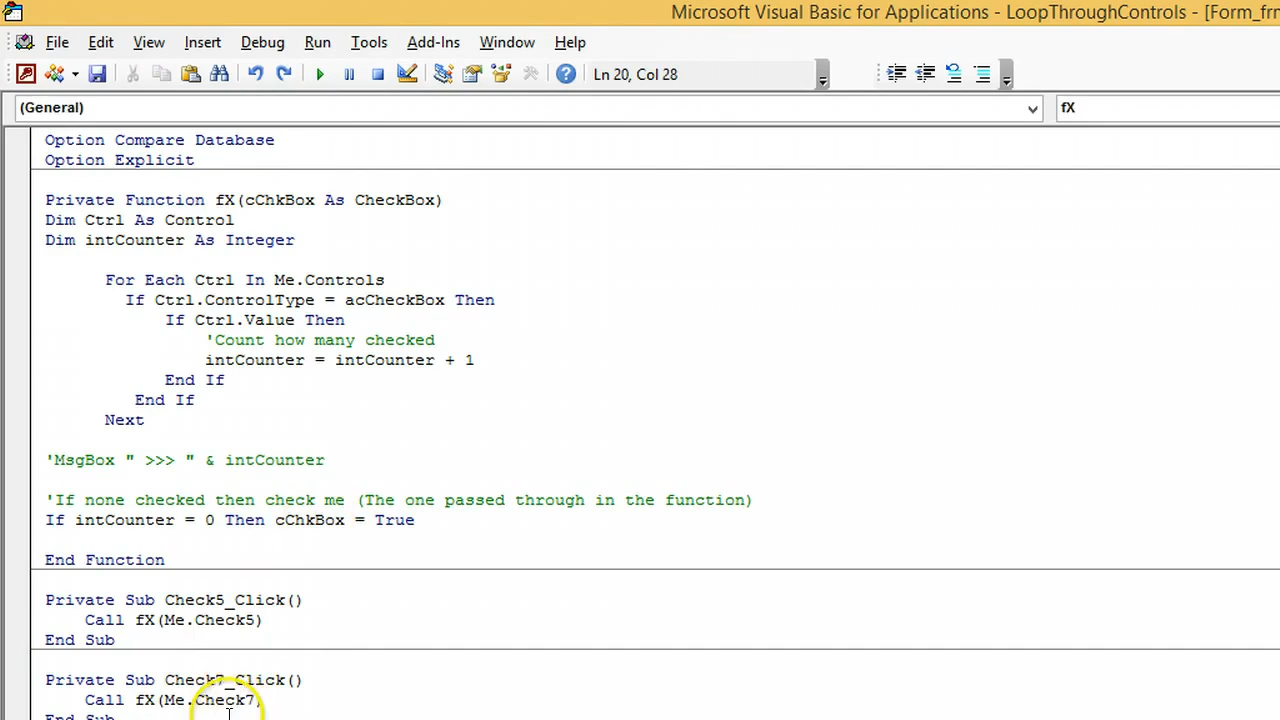 Microsoft Visual Basic for Applications - LoopThroughControls - [Form_frm
File Edit View Insert Format Debug Run Tools Add-Ins Window Help
Ln 20, Col 28
(General) fX
Option Compare Database
Option Explicit
Private Function fX(cChkBox As CheckBox)
Dim Ctrl As Control
Dim intCounter As Integer
For Each Ctrl In Me.Controls
If Ctrl.ControlType = acCheckBox Then
If Ctrl.Value Then
'Count how many checked
intCounter = intCounter + 1
End If
End If
Next
'MsgBox " >>> " & intCounter
'If none checked then check me (The one passed through in the function)
If intCounter = 0 Then cChkBox = True
End Function
Private Sub Check5_Click()
Call fX(Me.Check5)
End Sub
Private Sub Check7_Click()
Call fX(Me.Check7)
End Sub